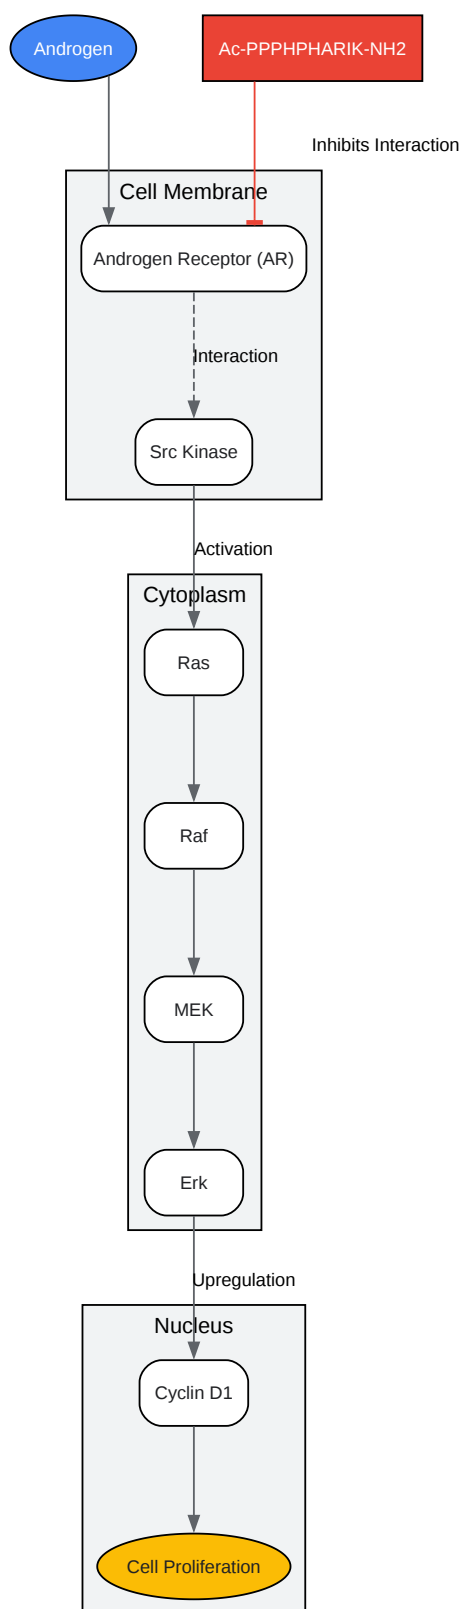 Androgen
Ac-PPPHPHARIK-NH2
Inhibits Interaction
Cell Membrane
Androgen Receptor (AR)
Interaction
Src Kinase
Activation
Cytoplasm
Ras
Raf
MEK
Erk
Upregulation
Nucleus
Cyclin D1
Cell Proliferation